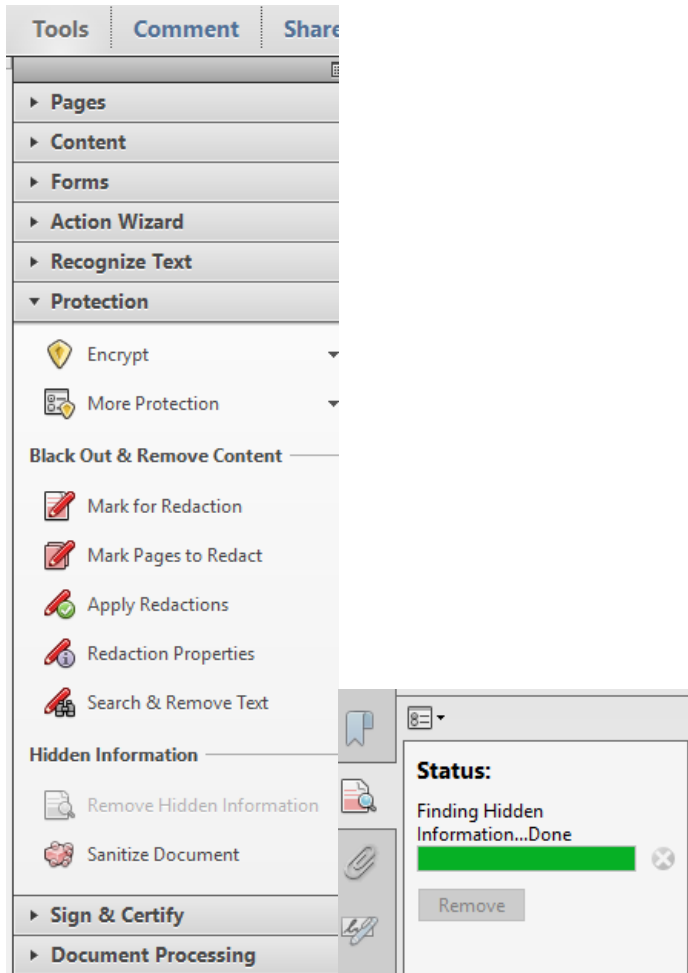 Tools Comment Share
Pages
Content
Forms
Action Wizard
Recognize Text
Protection
Encrypt
More Protection
Black Out & Remove Content
Mark for Redaction
Mark Pages to Redact
Apply Redactions
Redaction Properties
Search & Remove Text
Hidden Information
Remove Hidden Information
Sanitize Document
Sign & Certify
Document Processing
Status:
Finding Hidden
Information...Done
Remove